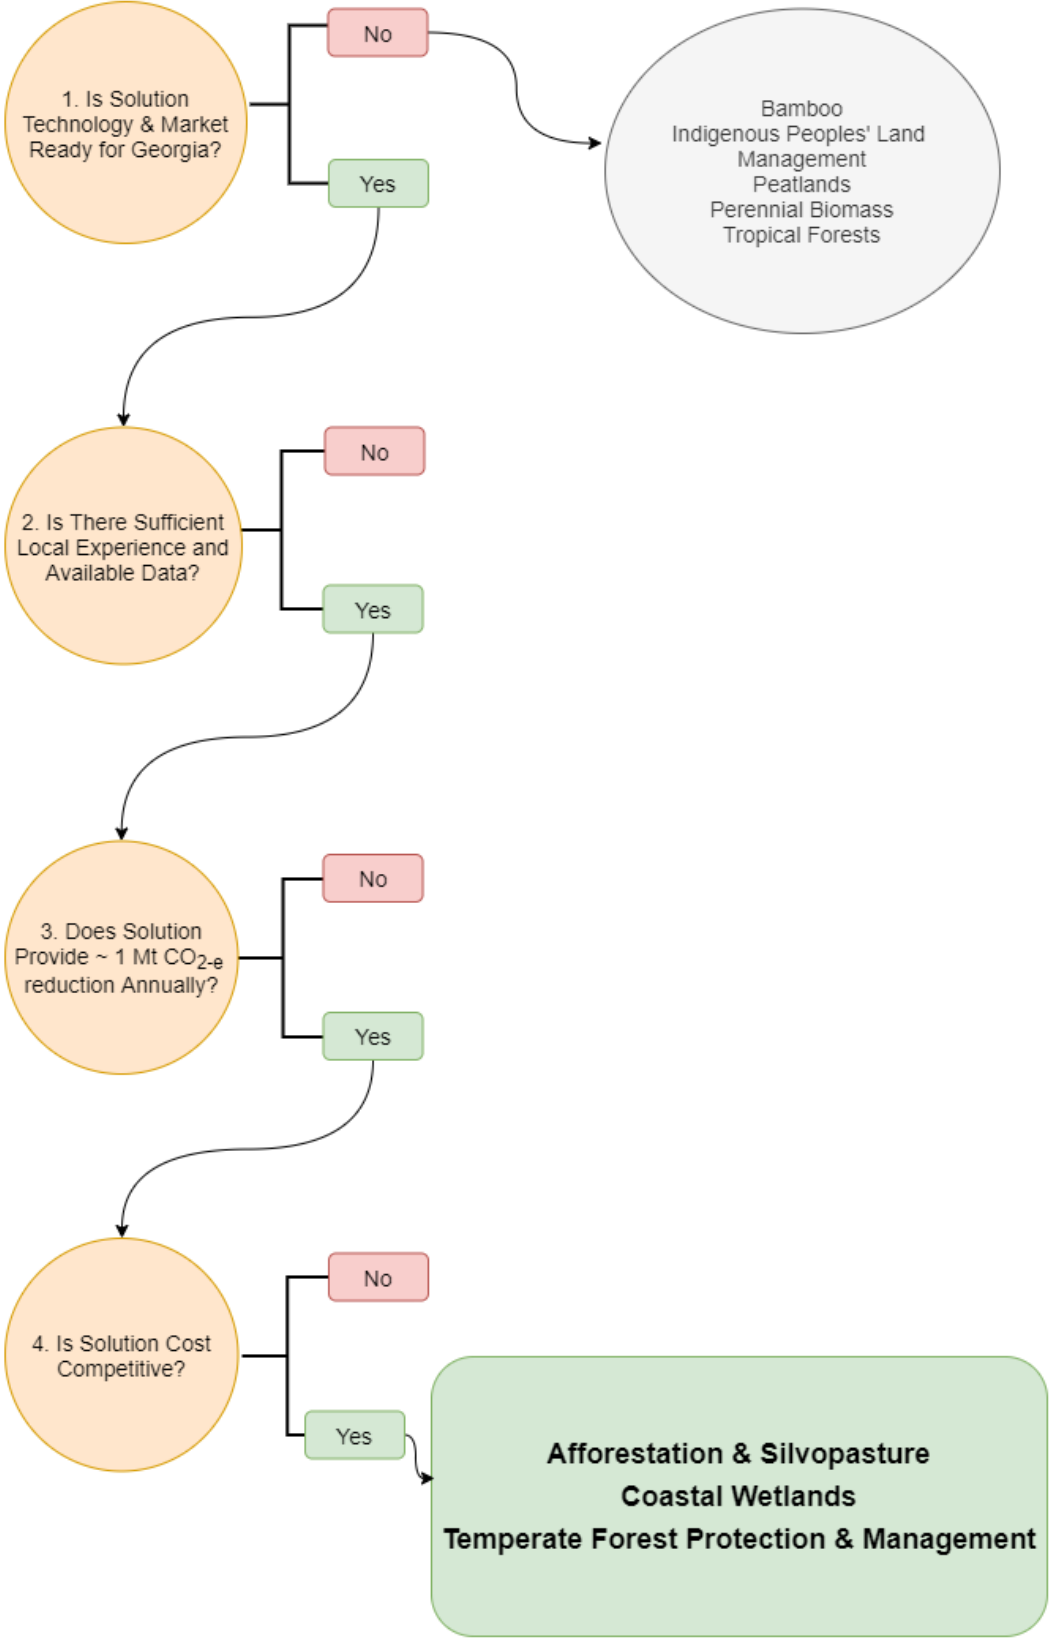 1. Is Solution
Technology & Market
Ready for Georgia?
No
Yes
Bamboo
Indigenous Peoples' Land
Management
Peatlands
Perennial Biomass
Tropical Forests
2. Is There Sufficient
Local Experience and
Available Data?
No
Yes
3. Does Solution
Provide ~ 1 Mt CO2-e
reduction Annually?
No
Yes
4. Is Solution Cost
Competitive?
No
Yes
Afforestation & Silvopasture
Coastal Wetlands
Temperate Forest Protection & Management